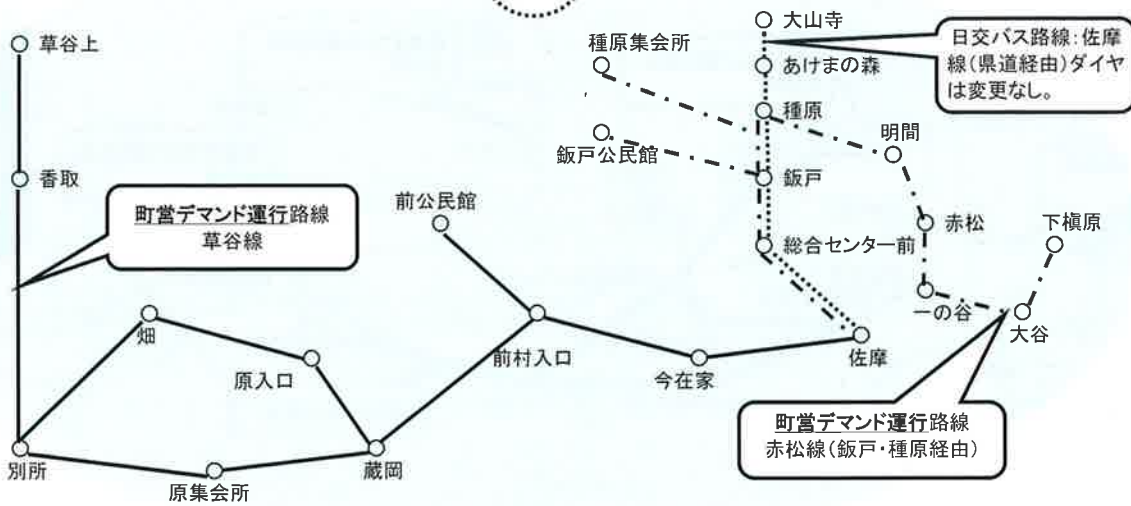 大山寺
草谷上
種原集会所
日交バス路線:佐摩
線(県道経由)ダイヤ
は変更なし。
あけまの森
種原
明間
飯戸公民館
香取
飯戸
町営デマンド運行路線
草谷線
前公民館
赤松
下槇原
総合センター前
一の谷
大谷
畑
前村入口
佐摩
原入口
今在家
町営デマンド運行路線
赤松線(飯戸・種原経由)
別所
蔵岡
原集会所